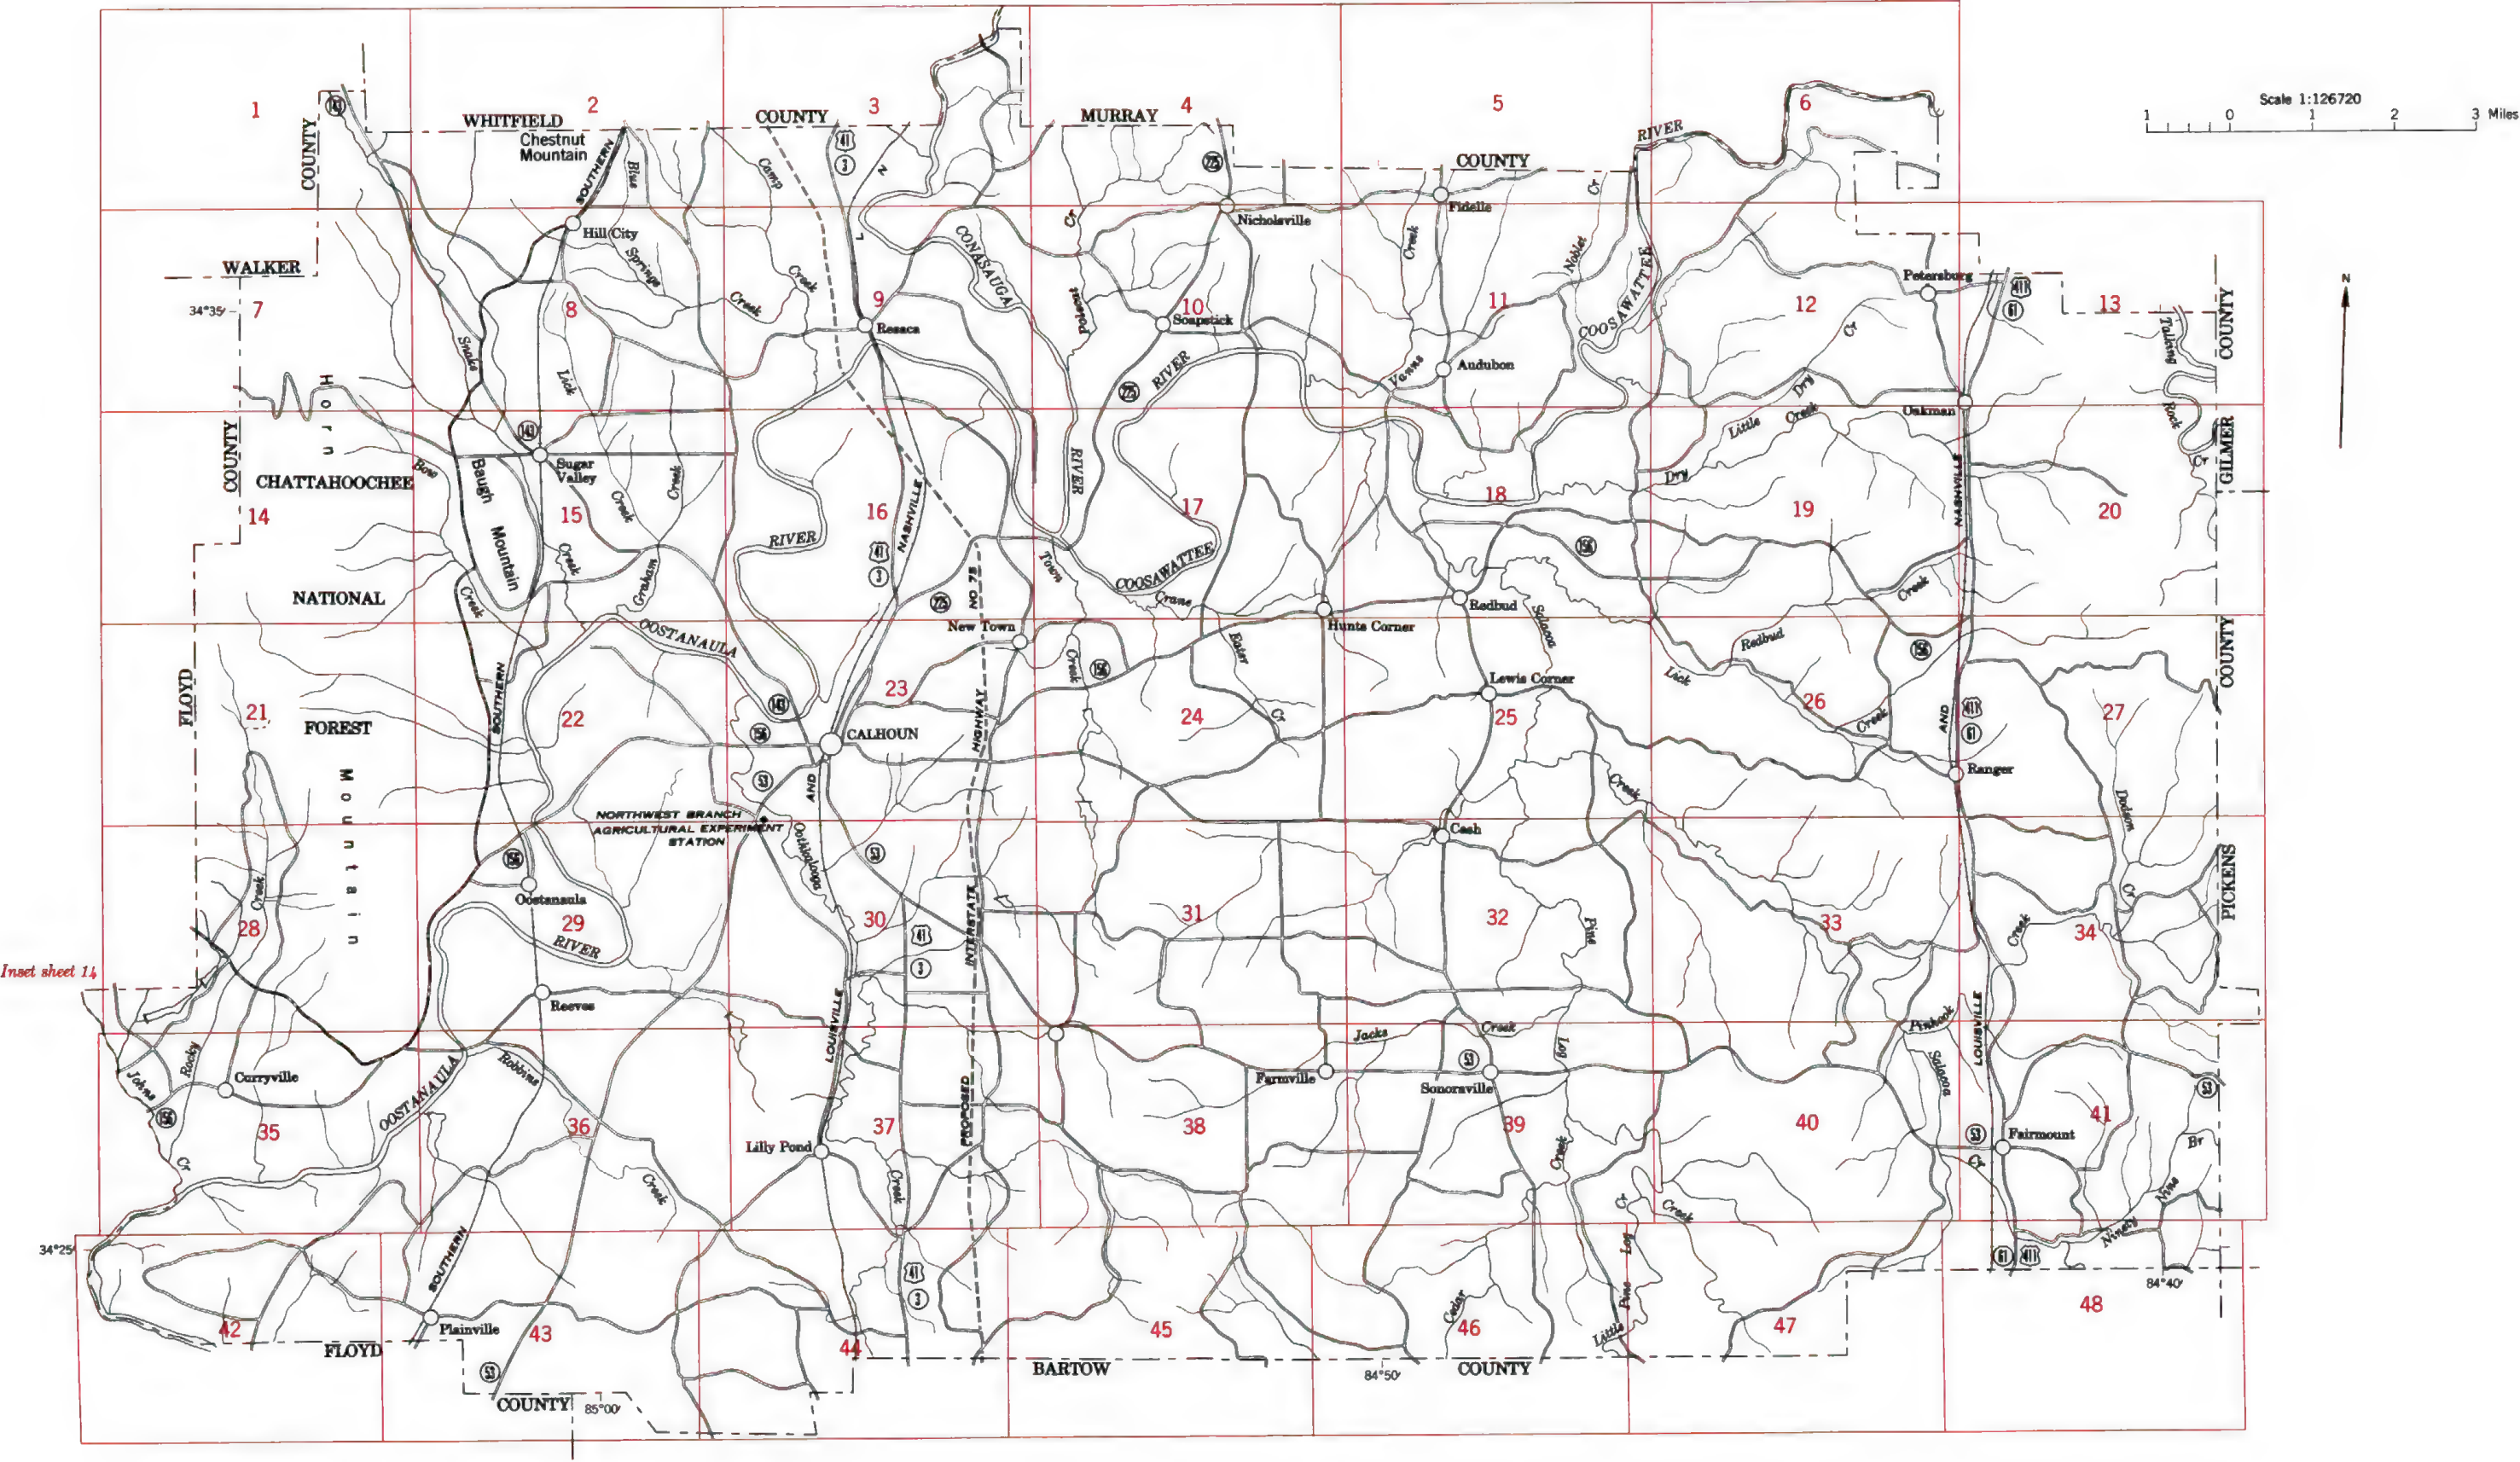 1
2
3
4
5
6
Scale 1:126720
1 0 1 2 3 Miles
143
WHITFIELD
COUNTY
MURRAY
RIVER
Chestnut
Mountain
SOUTHERN
Blue
Camp
41
3
225
COUNTY
COUNTY
Cr
Nicholsville
Fidelle
Hill City
Springs
Creek
Creek
CONASAUGA
Cr
Polecat
Creek
Noblet
COOSAWATTEE
WALKER
34°35′
7
8
9
10
11
12
13
Petersburg
411
61
Talking
Rock
Cr
COUNTY
N
Resaca
Soapstick
COOSAWATTEE
Cr
Snake
Lick
225
RIVER
Vanns
Audubon
Dry
Oakman
Horn
COUNTY
143
Little
Creek
GILMER
CHATTAHOOCHEE
Bow
Baugh
Mountain
Sugar
Valley
Creek
Creek
RIVER
Dry
NASHVILLE
14
15
16
17
18
19
20
RIVER
NASHVILLE
41
3
156
Creek
Graham
Town
COOSAWATTEE
NATIONAL
Creek
225
NO 75
Crane
Creek
OOSTANAULA
New Town
Hunts Corner
Redbud
Salacoa
Redbud
156
COUNTY
FLOYD
SOUTHERN
Creek
156
Eater
Cr
Lewis Corner
Lick
21
22
23
24
25
26
27
FOREST
143
156
CALHOUN
HIGHWAY
Creek
AND
411
61
Mountain
53
AND
Creek
Ranger
NORTHWEST BRANCH
AGRICULTURAL EXPERIMENT
STATION
Oothkalooga
53
Cash
Dodson
Cr
156
Creek
Oostanaula
PICKENS
28
29
30
31
32
33
34
RIVER
41
3
INTERSTATE
Pine
Creek
Inset sheet 14
Reeves
LOUISVILLE
Jacks
Creek
Pinhook
LOUISVILLE
Johns
Rocky
Curryville
OOSTANAULA
Robbins
Farmville
53
Sonoraville
Log
Salacoa
53
156
PROPOSED
35
36
37
38
39
40
41
Cr
Lilly Pond
Creek
53
Fairmount
Cr
Br
Creek
Creek
Cr
Creek
Nine
Ninety
34°25′
SOUTHERN
41
3
Log
61
411
84°40′
42
Plainville
43
44
45
Cedar
46
Pine
Little
47
48
FLOYD
53
BARTOW
84°50′
COUNTY
COUNTY
85°00′